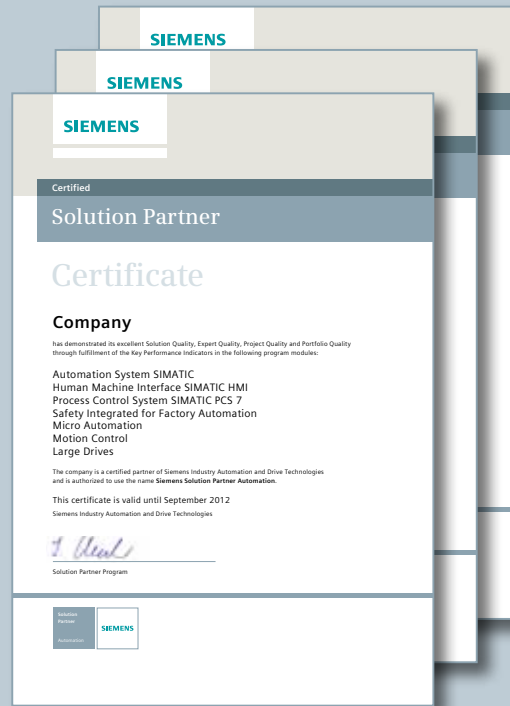 SIEMENS
SIEMENS
SIEMENS
Certified
Solution Partner
Certificate
Company
has demonstrated its excellent Solution Quality, Expert Quality, Project Quality and Portfolio Quality
through fulfillment of the Key Performance Indicators in the following program modules:
Automation System SIMATIC
Human Machine Interface SIMATIC HMI
Process Control System SIMATIC PCS 7
Safety Integrated for Factory Automation
Micro Automation
Motion Control
Large Drives
The company is a certified partner of Siemens Industry Automation and Drive Technologies
and is authorized to use the name Siemens Solution Partner Automation.
This certificate is valid until September 2012
Siemens Industry Automation and Drive Technologies
Solution Partner Program
Solution
Partner
SIEMENS
Automation